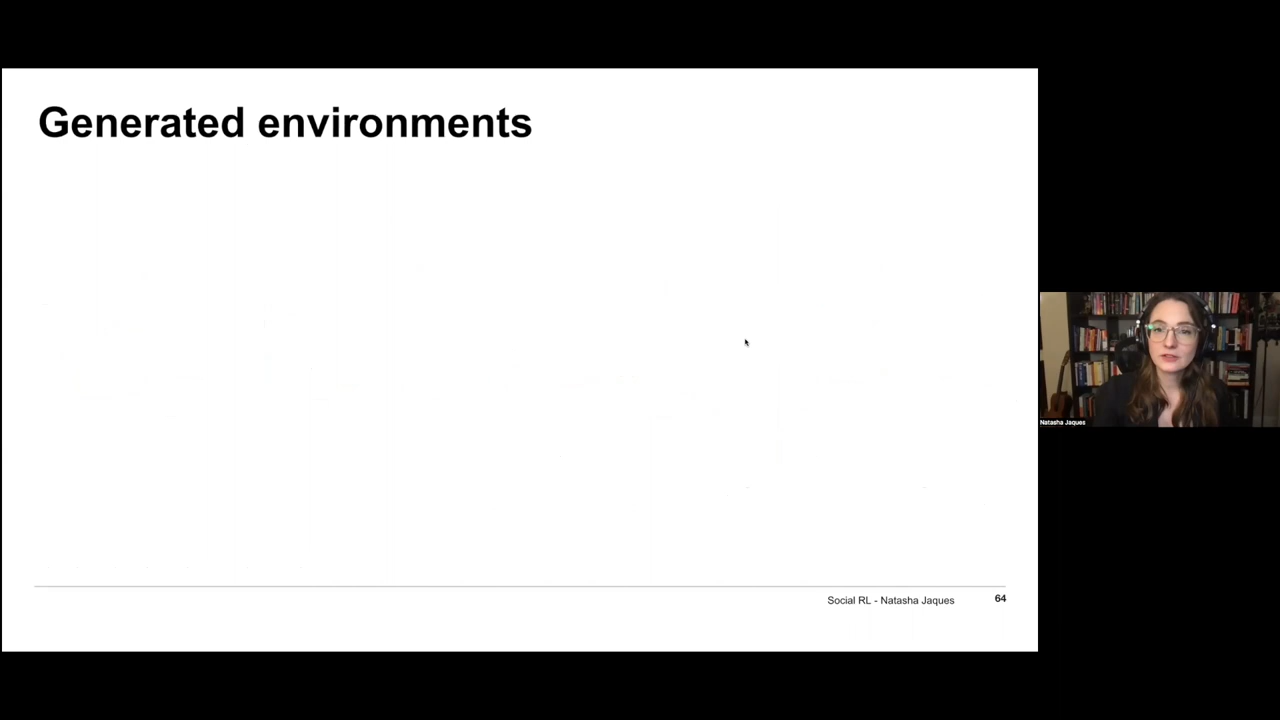 Generated environments
Natasha Jaques
Social RL - Natasha Jaques
64